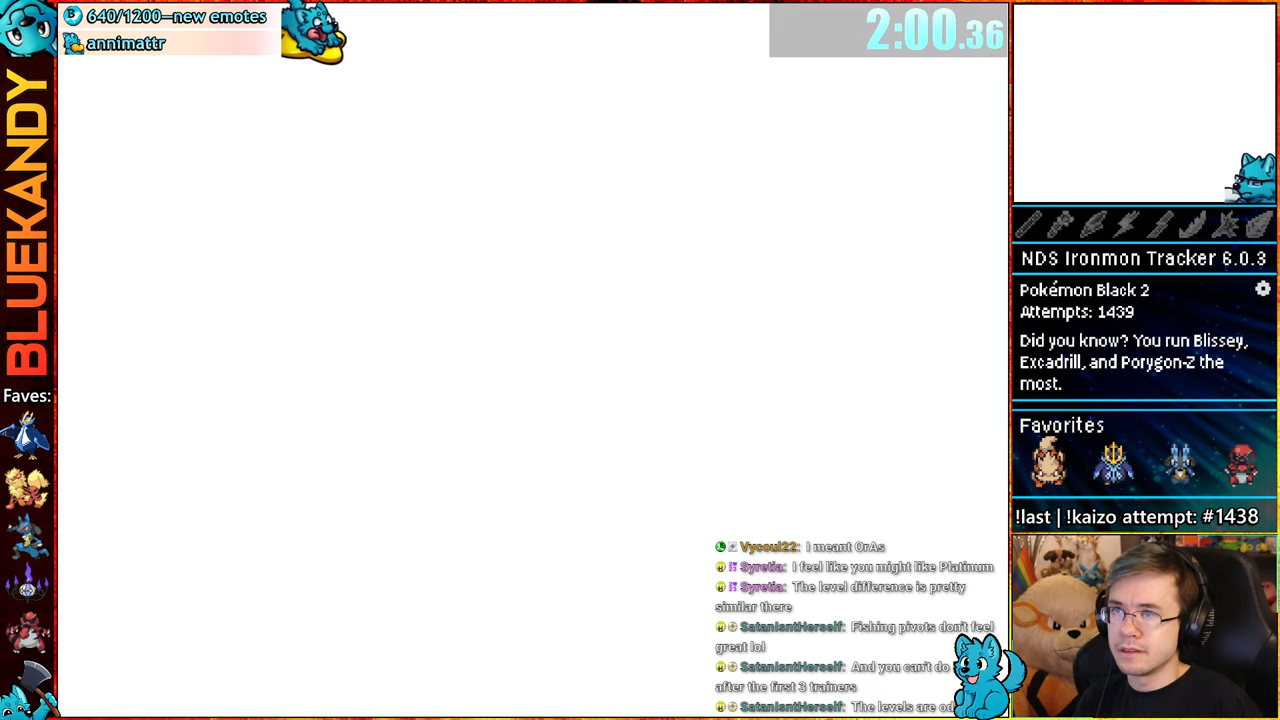 640/1200—new emotes
annimattr
2:00.36
BLUEKANDY
Faves:
NDS Ironmon Tracker 6.0.3
Pokémon Black 2
Attempts: 1439
Did you know? You run Blissey,
Excadrill, and Porygon-Z the
most.
Favorites
!last | !kaizo attempt: #1438
Vycoul22: I meant OrAs
Syretia: I feel like you might like Platinum
Syretia: The level difference is pretty
similar there
SatanIsntHerself: Fishing pivots don't feel
great lol
SatanIsntHerself: And you can't do
after the first 3 trainers
SatanIsntHerself: The levels are